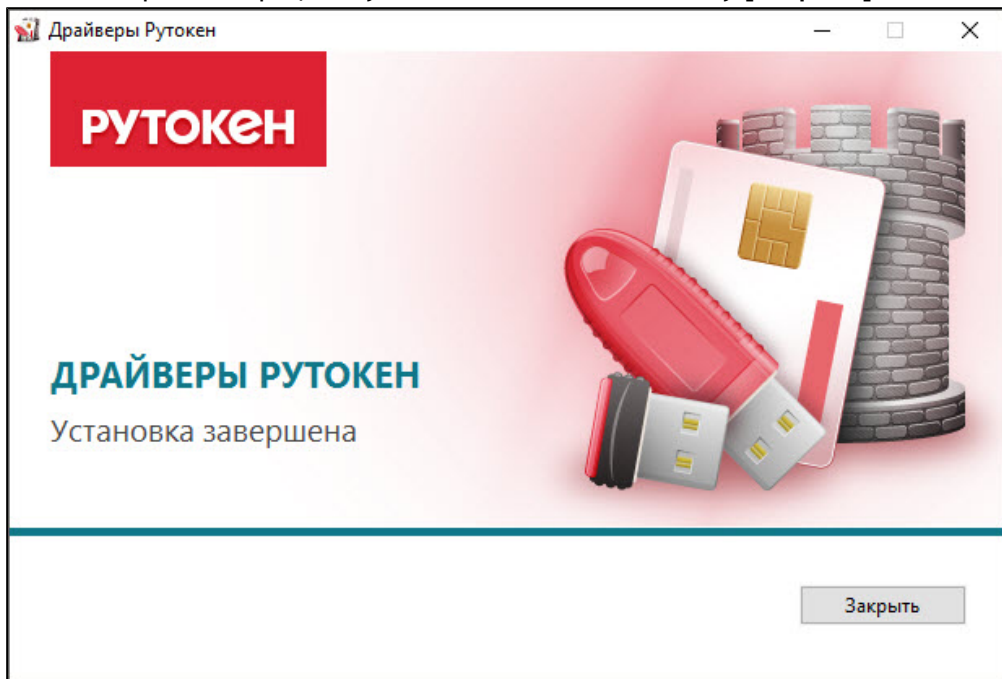 Драйверы Рутокен
РУТОКЕН
ДРАЙВЕРЫ РУТОКЕН
Установка завершена
Закрыть